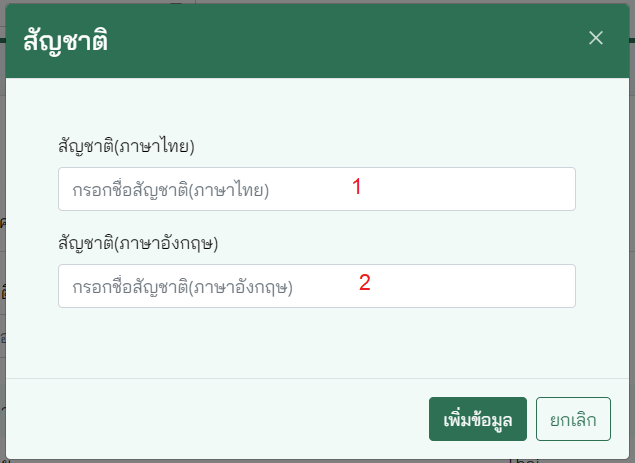 สัญชาติ
สัญชาติ(ภาษาไทย)
กรอกชื่อสัญชาติ(ภาษาไทย) 1
สัญชาติ(ภาษาอังกฤษ)
กรอกชื่อสัญชาติ(ภาษาอังกฤษ) 2
เพิ่มข้อมูล ยกเลิก